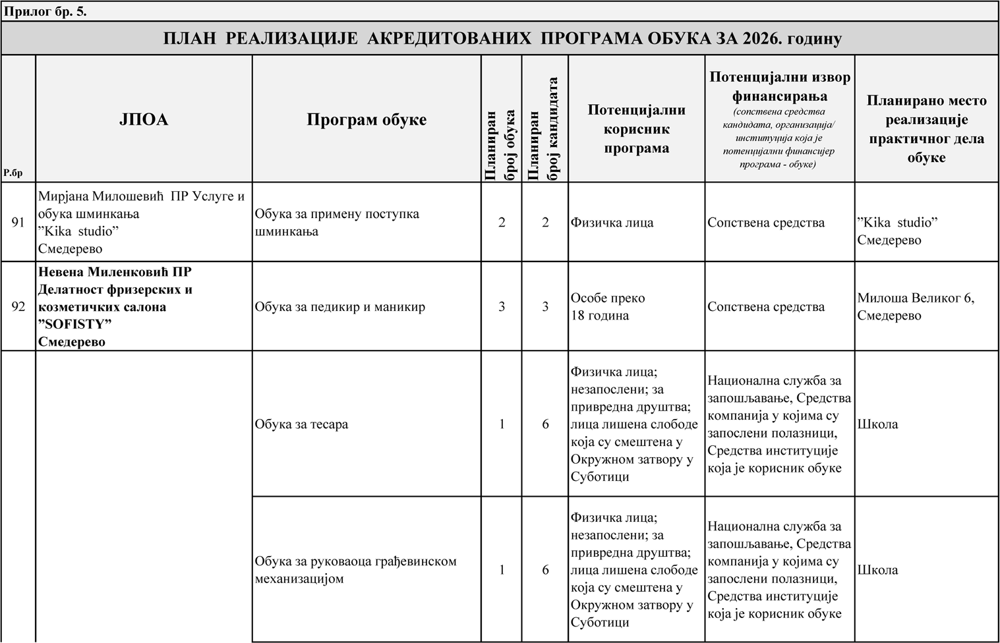 Прилог бр. 5.
ПЛАН РЕАЛИЗАЦИЈЕ АКРЕДИТОВАНИХ ПРОГРАМА ОБУКА ЗА 2026. годину
Р.бр
ЈПОА
Програм обуке
Планиран
број обука
Планиран
број кандидата
Потенцијални
корисник
програма
Потенцијални извор
финансирања
(сопствена средства
кандидата, организација/
институција која је
потенцијални финансијер
програма - обуке)
Планирано место
реализације
практичног дела
обуке
91
Мирјана Милошевић ПР Услуге и
обука шминкања
”Kika studio”
Смедерево
Обука за примену поступка
шминкања
2
2
Физичка лица
Сопствена средства
”Kika studio”
Смедерево
92
Невена Миленковић ПР
Делатност фризерских и
козметичких салона
”SOFISTY”
Смедерево
Обука за педикир и маникир
3
3
Особе преко
18 година
Сопствена средства
Милоша Великог 6,
Смедерево
Обука за тесара
1
6
Физичка лица;
незапослени; за
привредна друштва;
лица лишена слободе
која су смештена у
Окружном затвору у
Суботици
Национална служба за
запошљавање, Средства
компанија у којима су
запослени полазници,
Средства институције
која је корисник обуке
Школа
Обука за руковаоца грађевинском
механизацијом
1
6
Физичка лица;
незапослени; за
привредна друштва;
лица лишена слободе
која су смештена у
Окружном затвору у
Суботици
Национална служба за
запошљавање, Средства
компанија у којима су
запослени полазници,
Средства институције
која је корисник обуке
Школа